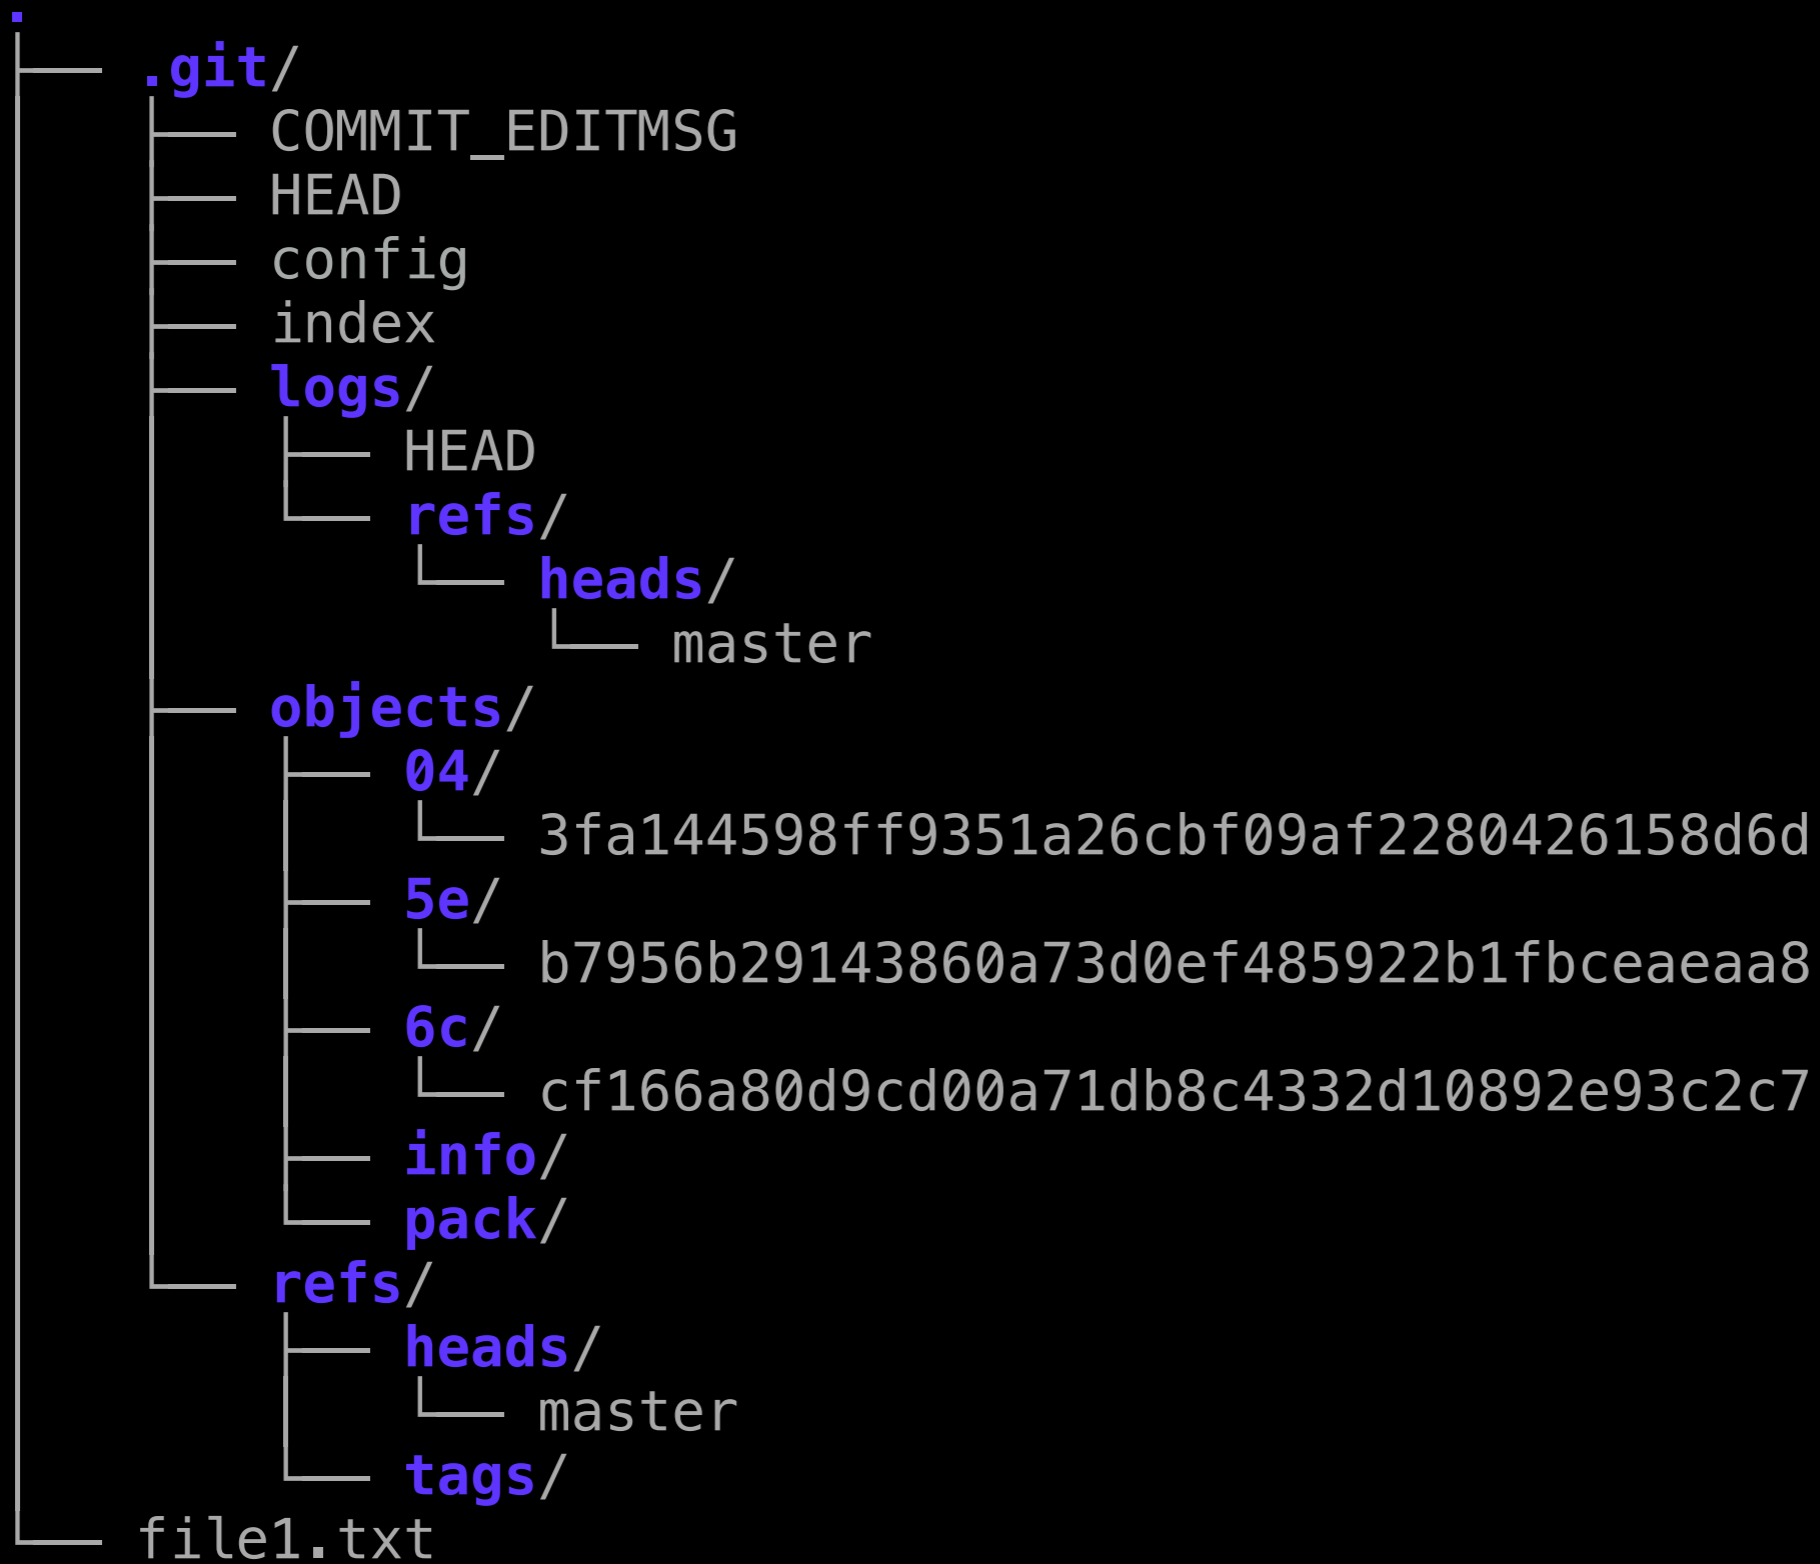 .
├── .git/
│   ├── COMMIT_EDITMSG
│   ├── HEAD
│   ├── config
│   ├── index
│   ├── logs/
│   │   ├── HEAD
│   │   └── refs/
│   │       └── heads/
│   │           └── master
│   ├── objects/
│   │   ├── 04/
│   │   │   └── 3fa144598ff9351a26cbf09af2280426158d6d
│   │   ├── 5e/
│   │   │   └── b7956b29143860a73d0ef485922b1fbceaeaa8
│   │   ├── 6c/
│   │   │   └── cf166a80d9cd00a71db8c4332d10892e93c2c7
│   │   ├── info/
│   │   └── pack/
│   └── refs/
│       ├── heads/
│       │   └── master
│       └── tags/
└── file1.txt